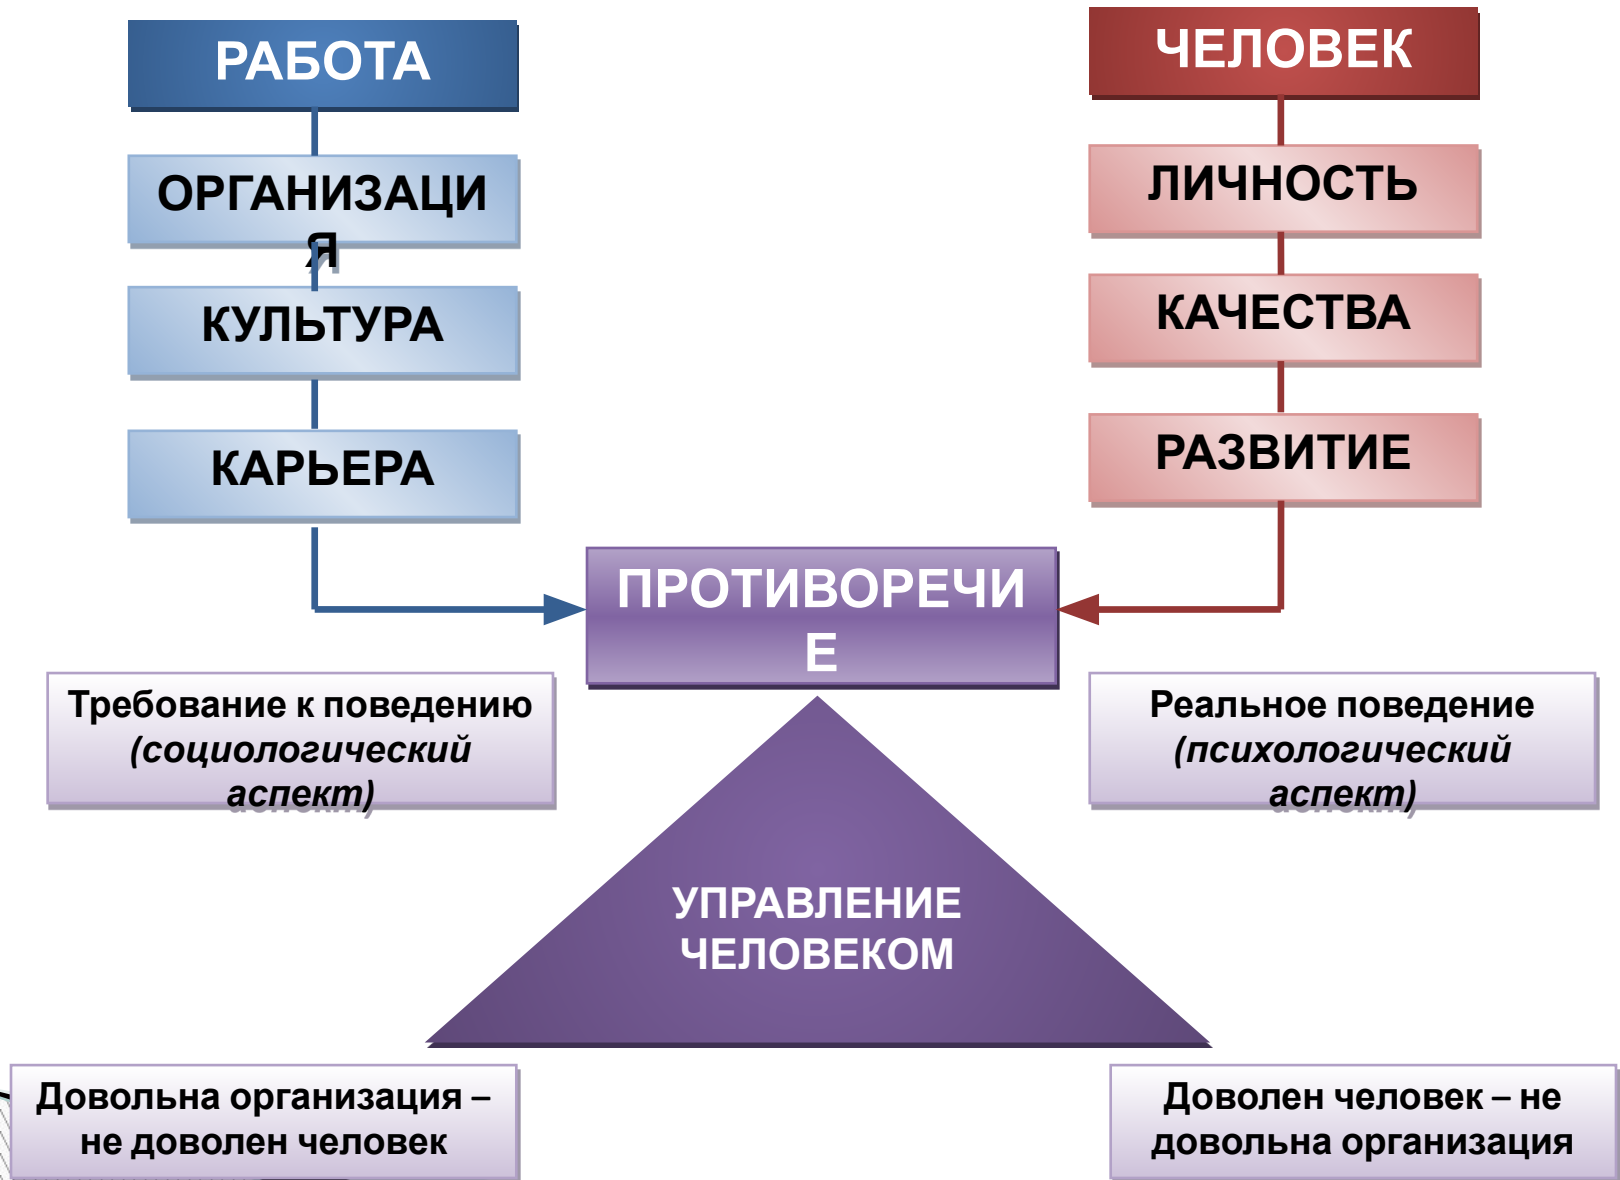 РАБОТА
ОРГАНИЗАЦИ
Я
КУЛЬТУРА
КАРЬЕРА
ЧЕЛОВЕК
ЛИЧНОСТЬ
КАЧЕСТВА
РАЗВИТИЕ
ПРОТИВОРЕЧИ
Е
Требование к поведению
(социологический
аспект)
Реальное поведение
(психологический
аспект)
УПРАВЛЕНИЕ
ЧЕЛОВЕКОМ
Довольна организация –
не доволен человек
Доволен человек – не
довольна организация